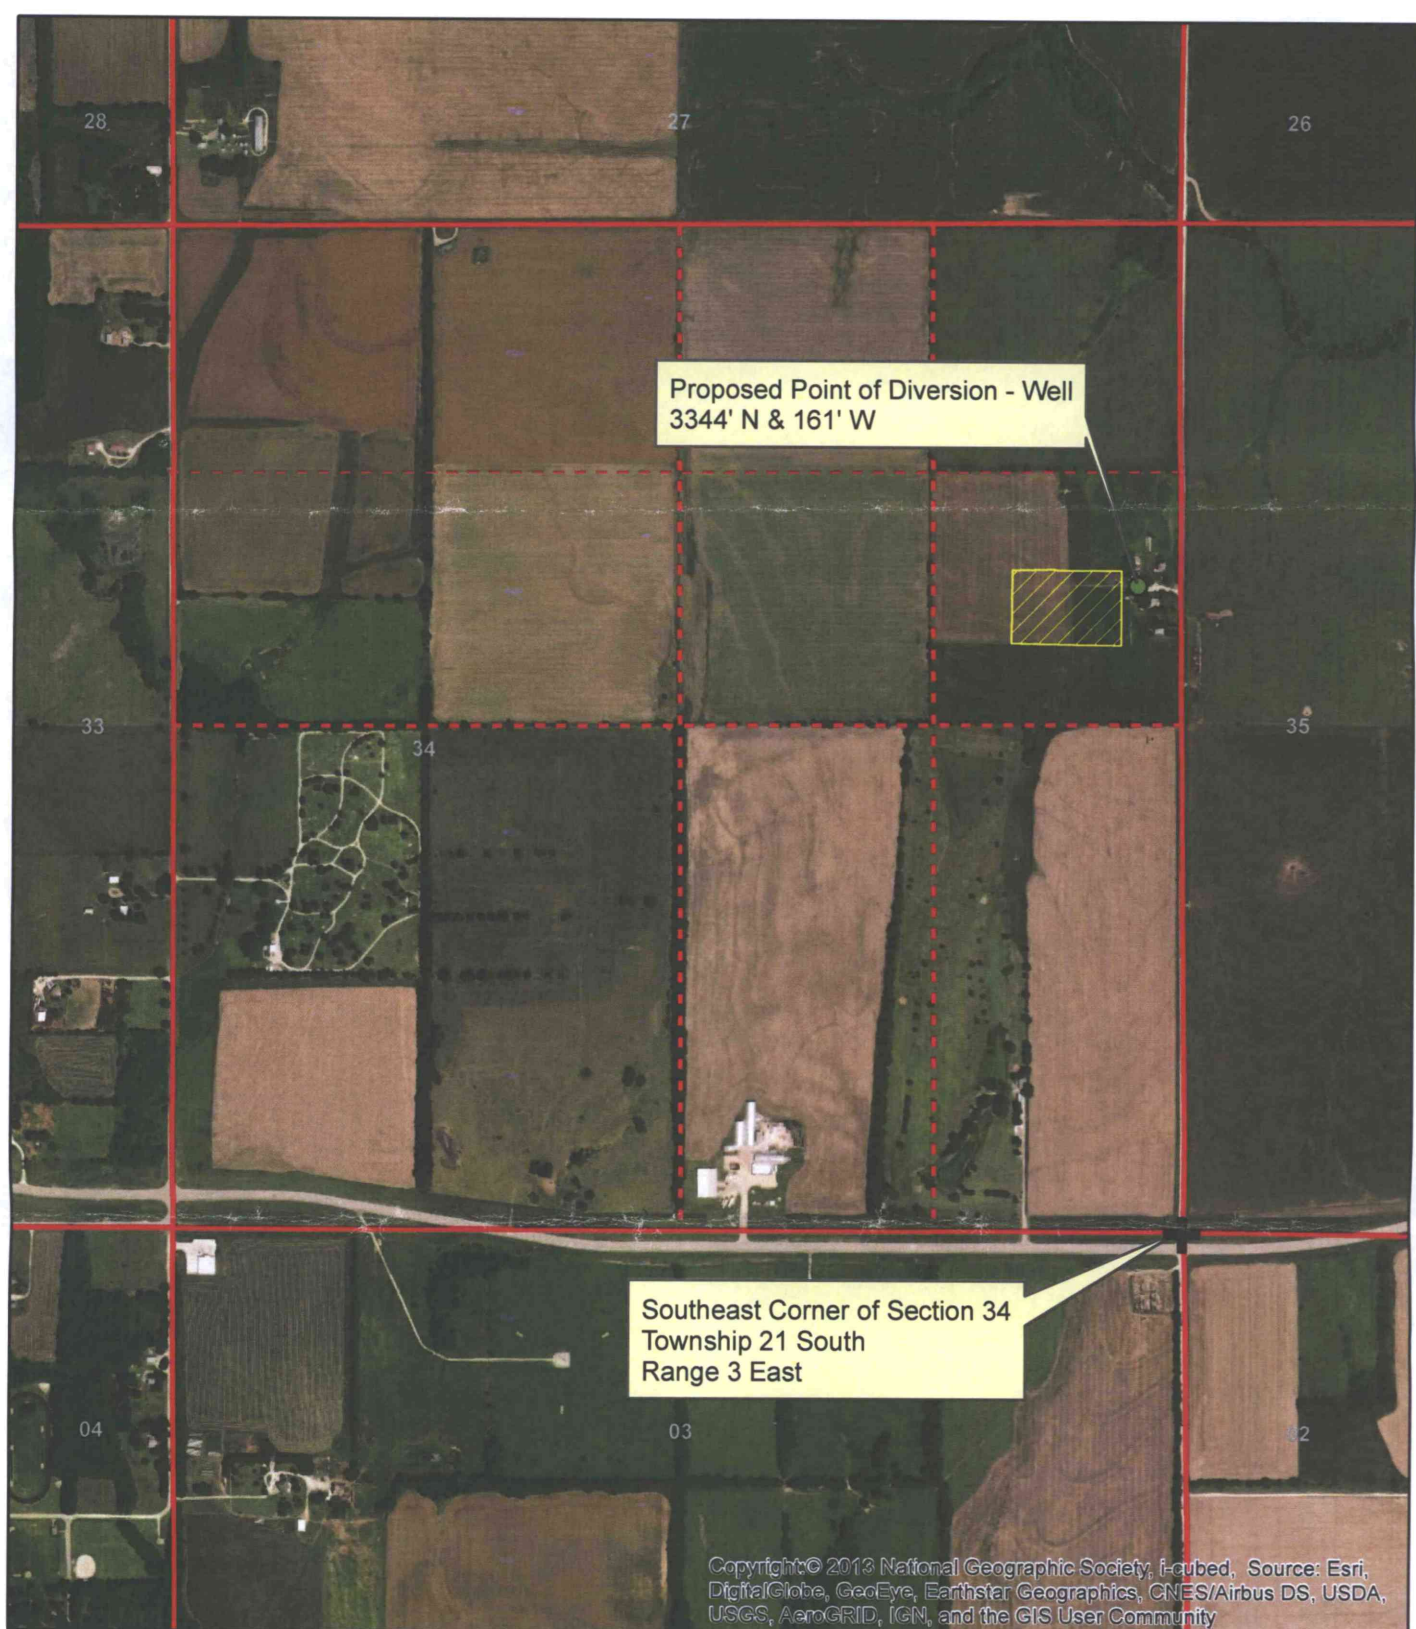 28
27
26
Proposed Point of Diversion - Well
3344' N & 161' W
33
34
35
Southeast Corner of Section 34
Township 21 South
Range 3 East
04
03
02
Copyright:© 2013 National Geographic Society, i-cubed, Source: Esri,
DigitalGlobe, GeoEye, Earthstar Geographics, CNES/Airbus DS, USDA,
USGS, AeroGRID, IGN, and the GIS User Community